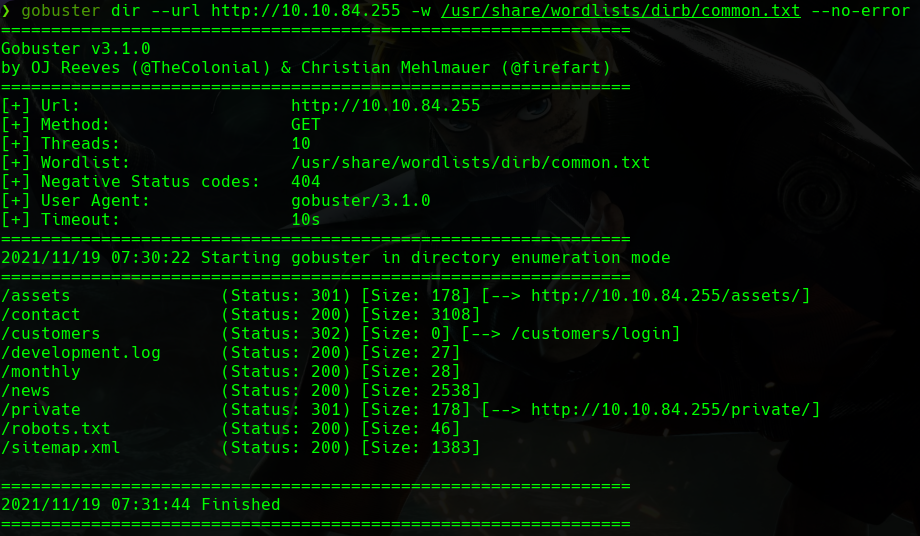 ❯ gobuster dir --url http://10.10.84.255 -w /usr/share/wordlists/dirb/common.txt --no-error
===============================================================
Gobuster v3.1.0
by OJ Reeves (@TheColonial) & Christian Mehlmauer (@firefart)
===============================================================
[+] Url:                     http://10.10.84.255
[+] Method:                  GET
[+] Threads:                 10
[+] Wordlist:                /usr/share/wordlists/dirb/common.txt
[+] Negative Status codes:   404
[+] User Agent:              gobuster/3.1.0
[+] Timeout:                 10s
===============================================================
2021/11/19 07:30:22 Starting gobuster in directory enumeration mode
===============================================================
/assets               (Status: 301) [Size: 178] [--> http://10.10.84.255/assets/]
/contact              (Status: 200) [Size: 3108]
/customers            (Status: 302) [Size: 0] [--> /customers/login]
/development.log      (Status: 200) [Size: 27]
/monthly              (Status: 200) [Size: 28]
/news                 (Status: 200) [Size: 2538]
/private              (Status: 301) [Size: 178] [--> http://10.10.84.255/private/]
/robots.txt           (Status: 200) [Size: 46]
/sitemap.xml          (Status: 200) [Size: 1383]
===============================================================
2021/11/19 07:31:44 Finished
===============================================================